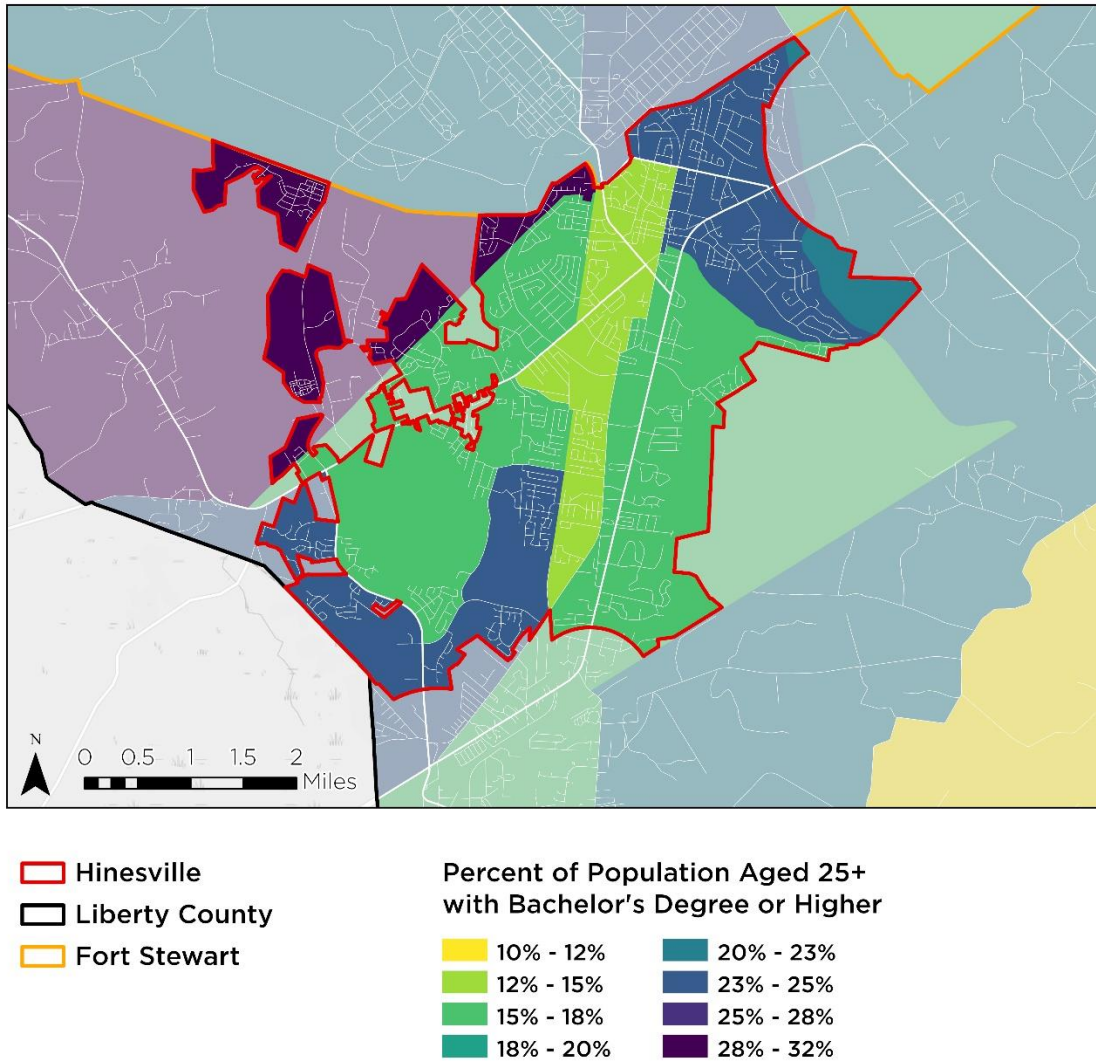 N
0 0.5 1 1.5 2
Miles
Hinesville
Liberty County
Fort Stewart
Percent of Population Aged 25+
with Bachelor's Degree or Higher
10% - 12%
12% - 15%
15% - 18%
18% - 20%
20% - 23%
23% - 25%
25% - 28%
28% - 32%